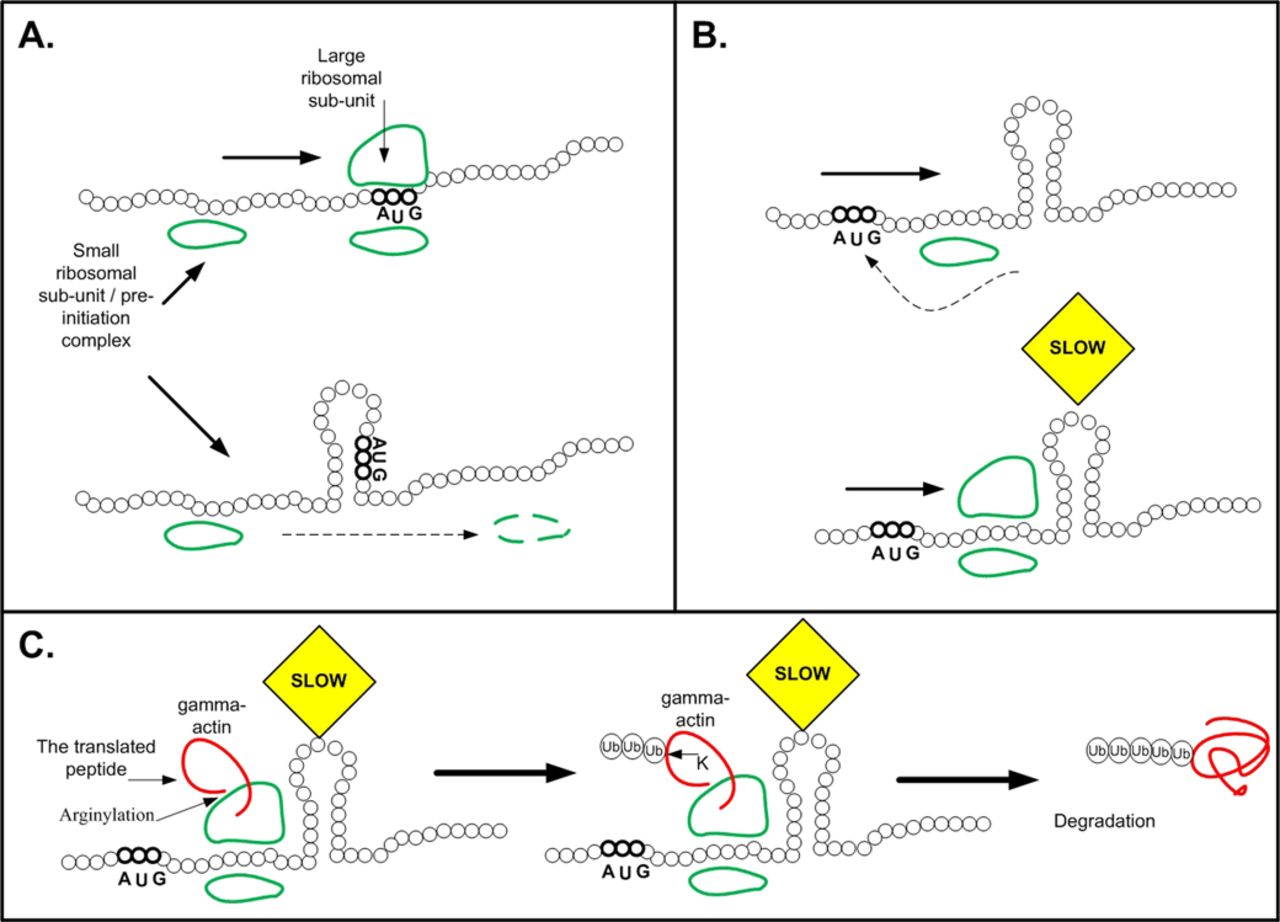 A.
Large
ribosomal
sub-unit
AUG
Small
ribosomal
sub-unit / pre-
initiation
complex
AUG
B.
AUG
SLOW
AUG
C.
SLOW
gamma-
actin
The translated
peptide
Arginylation
AUG
SLOW
gamma-
actin
Ub Ub Ub
K
AUG
Ub Ub Ub Ub Ub
Degradation